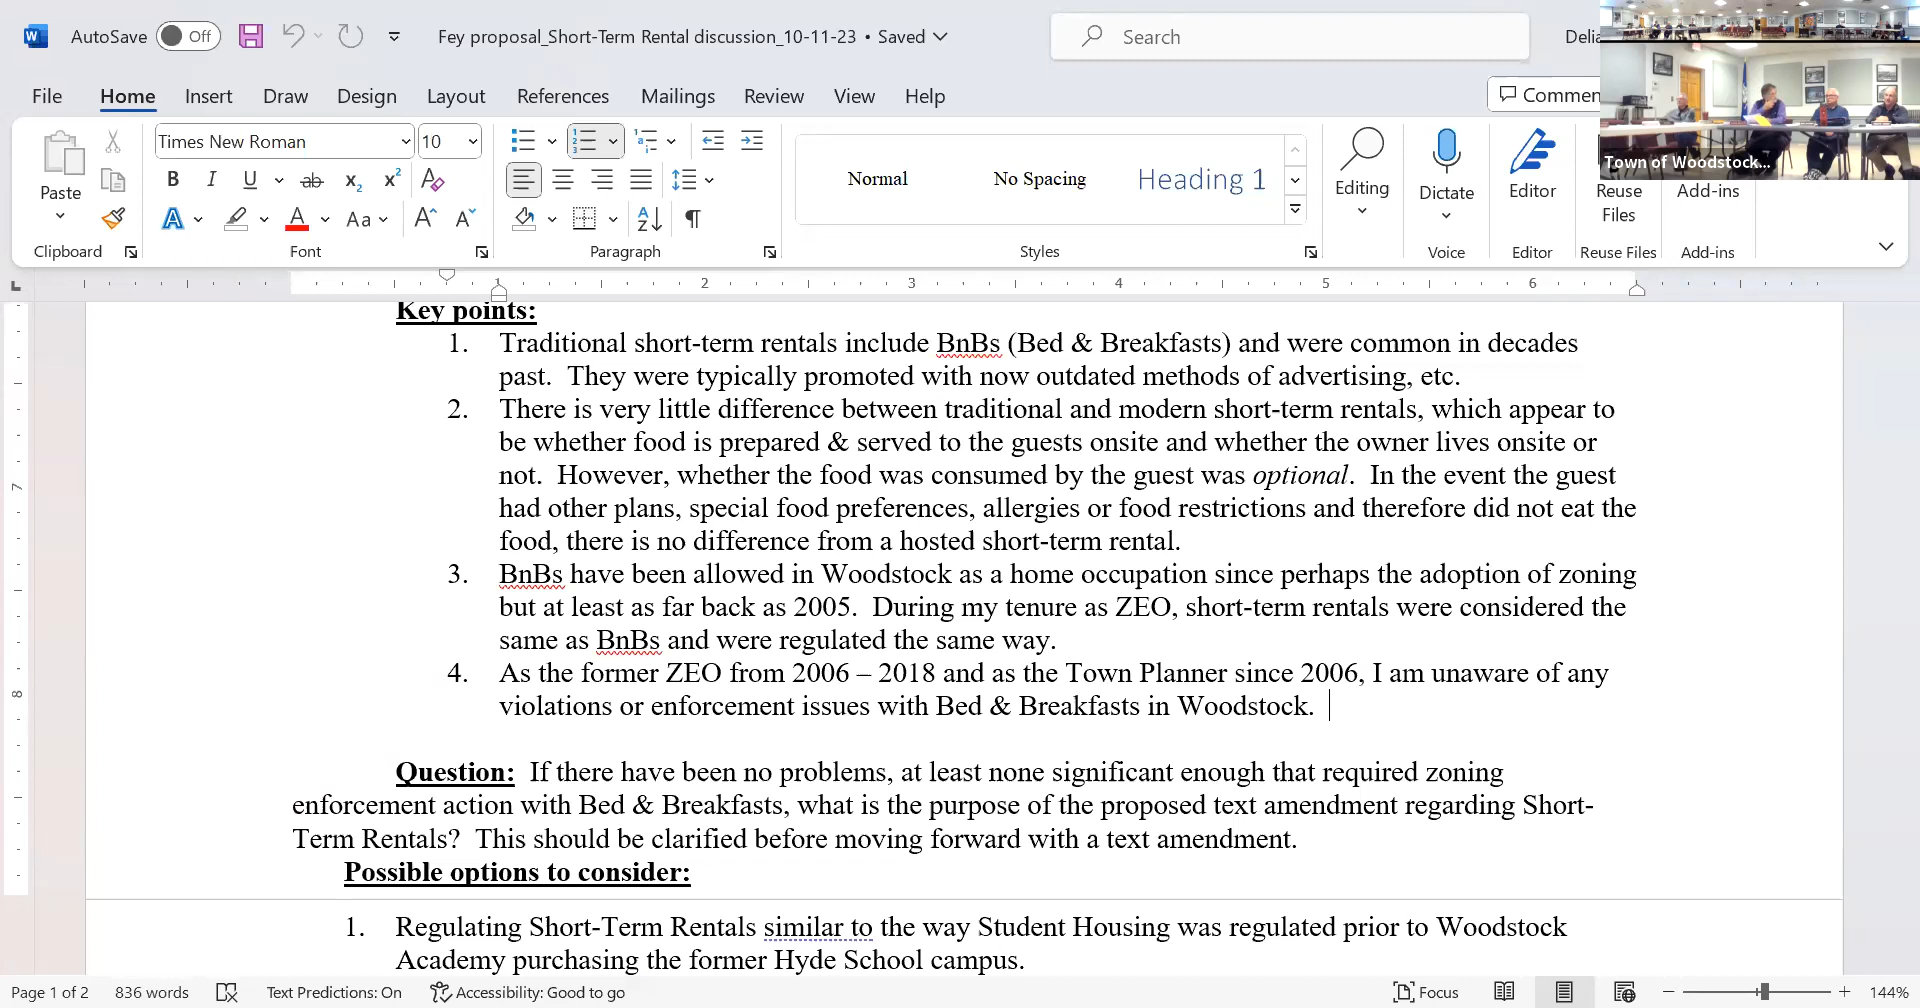 AutoSave Off Fey proposal_Short-Term Rental discussion_10-11-23 • Saved Search
File Home Insert Draw Design Layout References Mailings Review View Help
Town of Woodstock...
Times New Roman 10
Paste
B I U ab x₂ x² A
A A Aa A A
Normal No Spacing Heading 1
Editing Dictate Editor Reuse Files Add-ins
Clipboard Font Paragraph Styles Voice Editor Reuse Files Add-ins
1 2 3 4 5 6
7
8
Key points:
1. Traditional short-term rentals include BnBs (Bed & Breakfasts) and were common in decades
past. They were typically promoted with now outdated methods of advertising, etc.
2. There is very little difference between traditional and modern short-term rentals, which appear to
be whether food is prepared & served to the guests onsite and whether the owner lives onsite or
not. However, whether the food was consumed by the guest was optional. In the event the guest
had other plans, special food preferences, allergies or food restrictions and therefore did not eat the
food, there is no difference from a hosted short-term rental.
3. BnBs have been allowed in Woodstock as a home occupation since perhaps the adoption of zoning
but at least as far back as 2005. During my tenure as ZEO, short-term rentals were considered the
same as BnBs and were regulated the same way.
4. As the former ZEO from 2006 – 2018 and as the Town Planner since 2006, I am unaware of any
violations or enforcement issues with Bed & Breakfasts in Woodstock.
Question: If there have been no problems, at least none significant enough that required zoning
enforcement action with Bed & Breakfasts, what is the purpose of the proposed text amendment regarding Short-
Term Rentals? This should be clarified before moving forward with a text amendment.
Possible options to consider:
1. Regulating Short-Term Rentals similar to the way Student Housing was regulated prior to Woodstock
Academy purchasing the former Hyde School campus.
Page 1 of 2 836 words Text Predictions: On Accessibility: Good to go Focus 144%